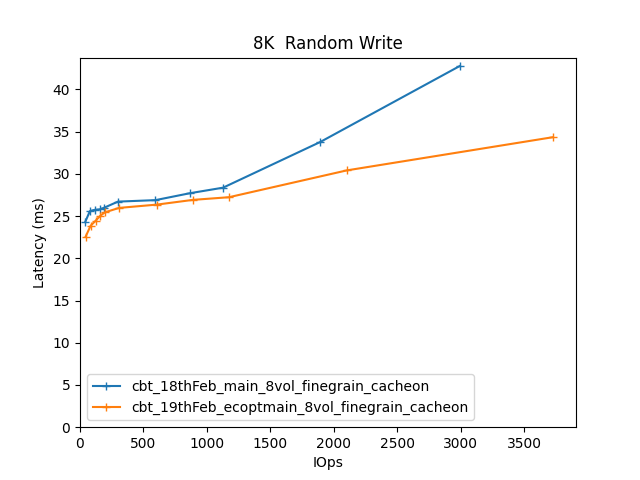 8K  Random Write
Latency (ms)
40
35
30
25
20
15
10
5
0
0 500 1000 1500 2000 2500 3000 3500
IOps
cbt_18thFeb_main_8vol_finegrain_cacheon
cbt_19thFeb_ecoptmain_8vol_finegrain_cacheon